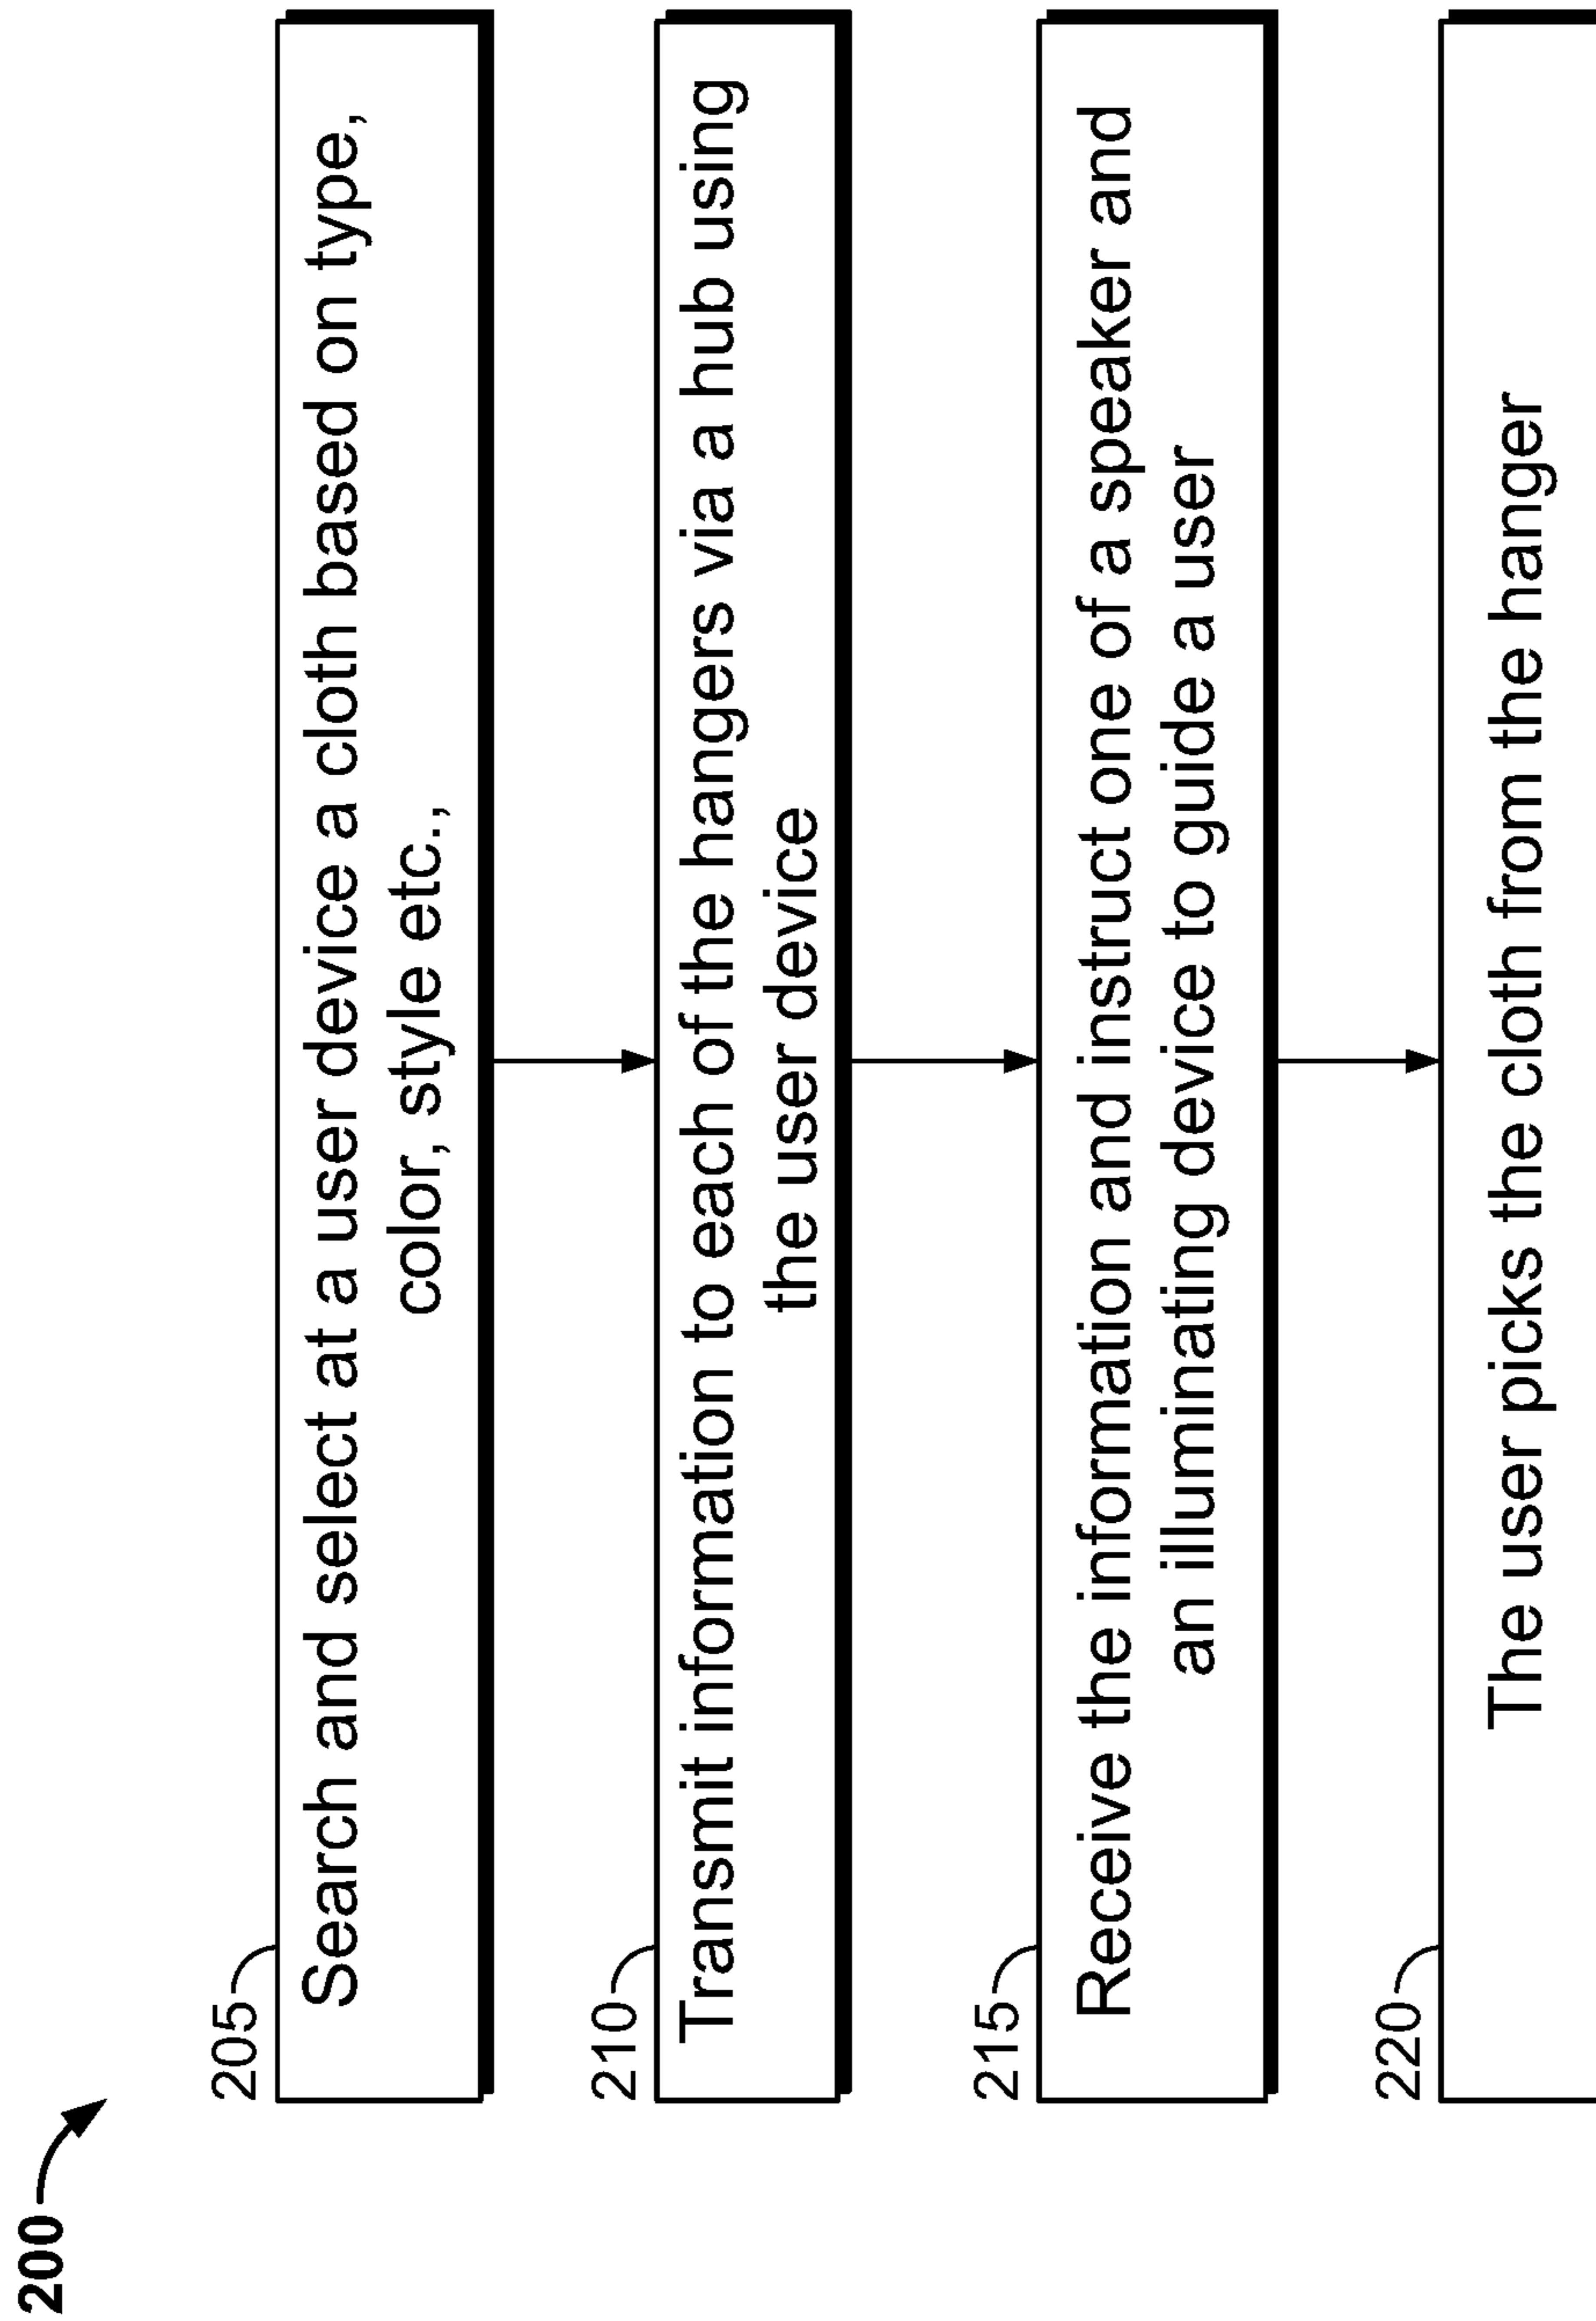 200
205
Search and select at a user device a cloth based on type,
color, style etc.,
210
Transmit information to each of the hangers via a hub using
the user device
215
Receive the information and instruct one of a speaker and
an illuminating device to guide a user
220
The user picks the cloth from the hanger